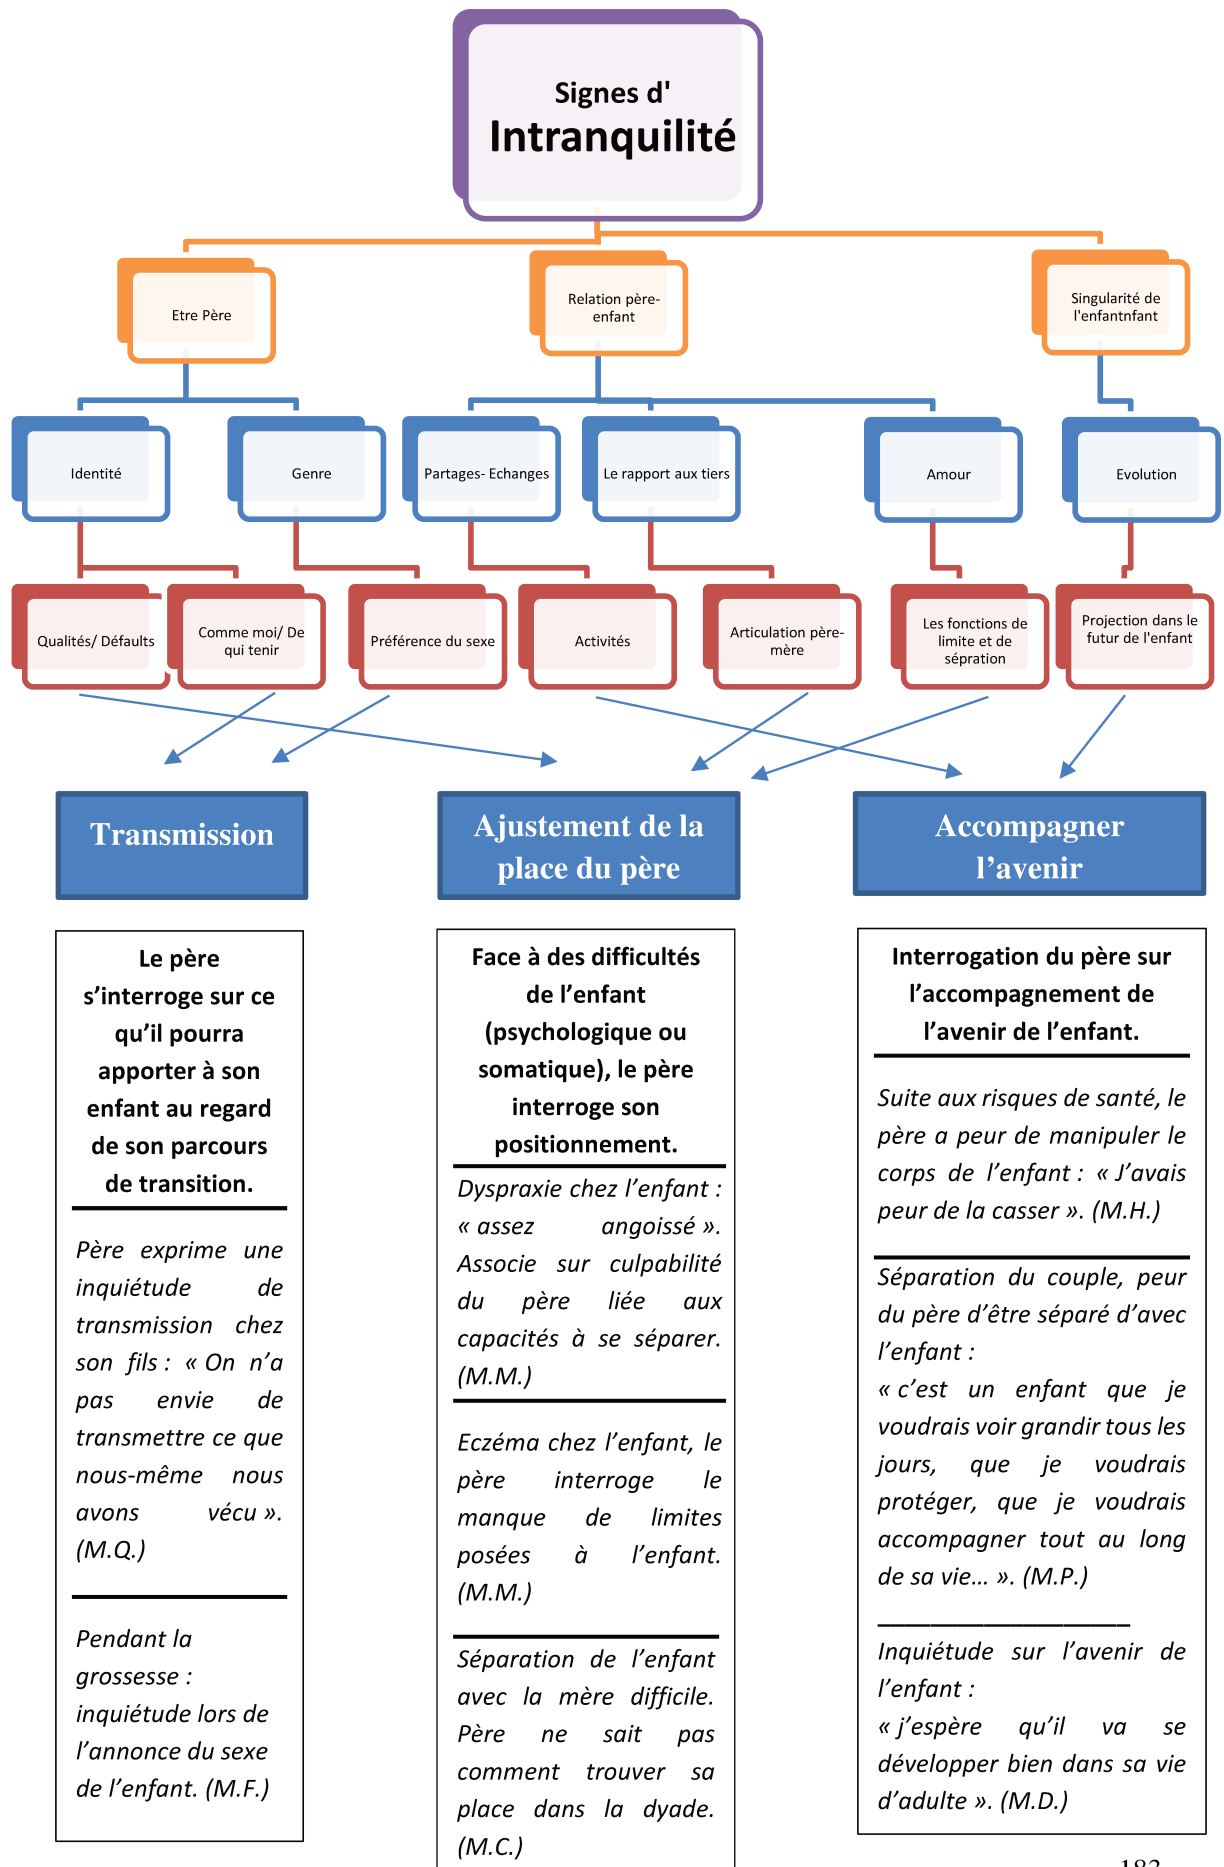 Signes d'
Intranquilité
Etre Père
Relation père-
enfant
Singularité de
l'enfantnfant
Identité
Genre
Partages- Echanges
Le rapport aux tiers
Amour
Evolution
Qualités/ Défaults
Comme moi/ De
qui tenir
Préférence du sexe
Activités
Articulation père-
mère
Les fonctions de
limite et de
sépration
Projection dans le
futur de l'enfant
Transmission
Ajustement de la
place du père
Accompagner
l’avenir
Le père
s’interroge sur ce
qu’il pourra
apporter à son
enfant au regard
de son parcours
de transition.
Père exprime une
inquiétude de
transmission chez
son fils : « On n’a
pas envie de
transmettre ce que
nous-même nous
avons vécu ».
(M.Q.)
Pendant la
grossesse :
inquiétude lors de
l’annonce du sexe
de l’enfant. (M.F.)
Face à des difficultés
de l’enfant
(psychologique ou
somatique), le père
interroge son
positionnement.
Dyspraxie chez l’enfant :
« assez angoissé ».
Associe sur culpabilité
du père liée aux
capacités à se séparer.
(M.M.)
Eczéma chez l’enfant, le
père interroge le
manque de limites
posées à l’enfant.
(M.M.)
Séparation de l’enfant
avec la mère difficile.
Père ne sait pas
comment trouver sa
place dans la dyade.
(M.C.)
Interrogation du père sur
l’accompagnement de
l’avenir de l’enfant.
Suite aux risques de santé, le
père a peur de manipuler le
corps de l’enfant : « J’avais
peur de la casser ». (M.H.)
Séparation du couple, peur
du père d’être séparé d’avec
l’enfant :
« c’est un enfant que je
voudrais voir grandir tous les
jours, que je voudrais
protéger, que je voudrais
accompagner tout au long
de sa vie… ». (M.P.)
Inquiétude sur l’avenir de
l’enfant :
« j’espère qu’il va se
développer bien dans sa vie
d’adulte ». (M.D.)